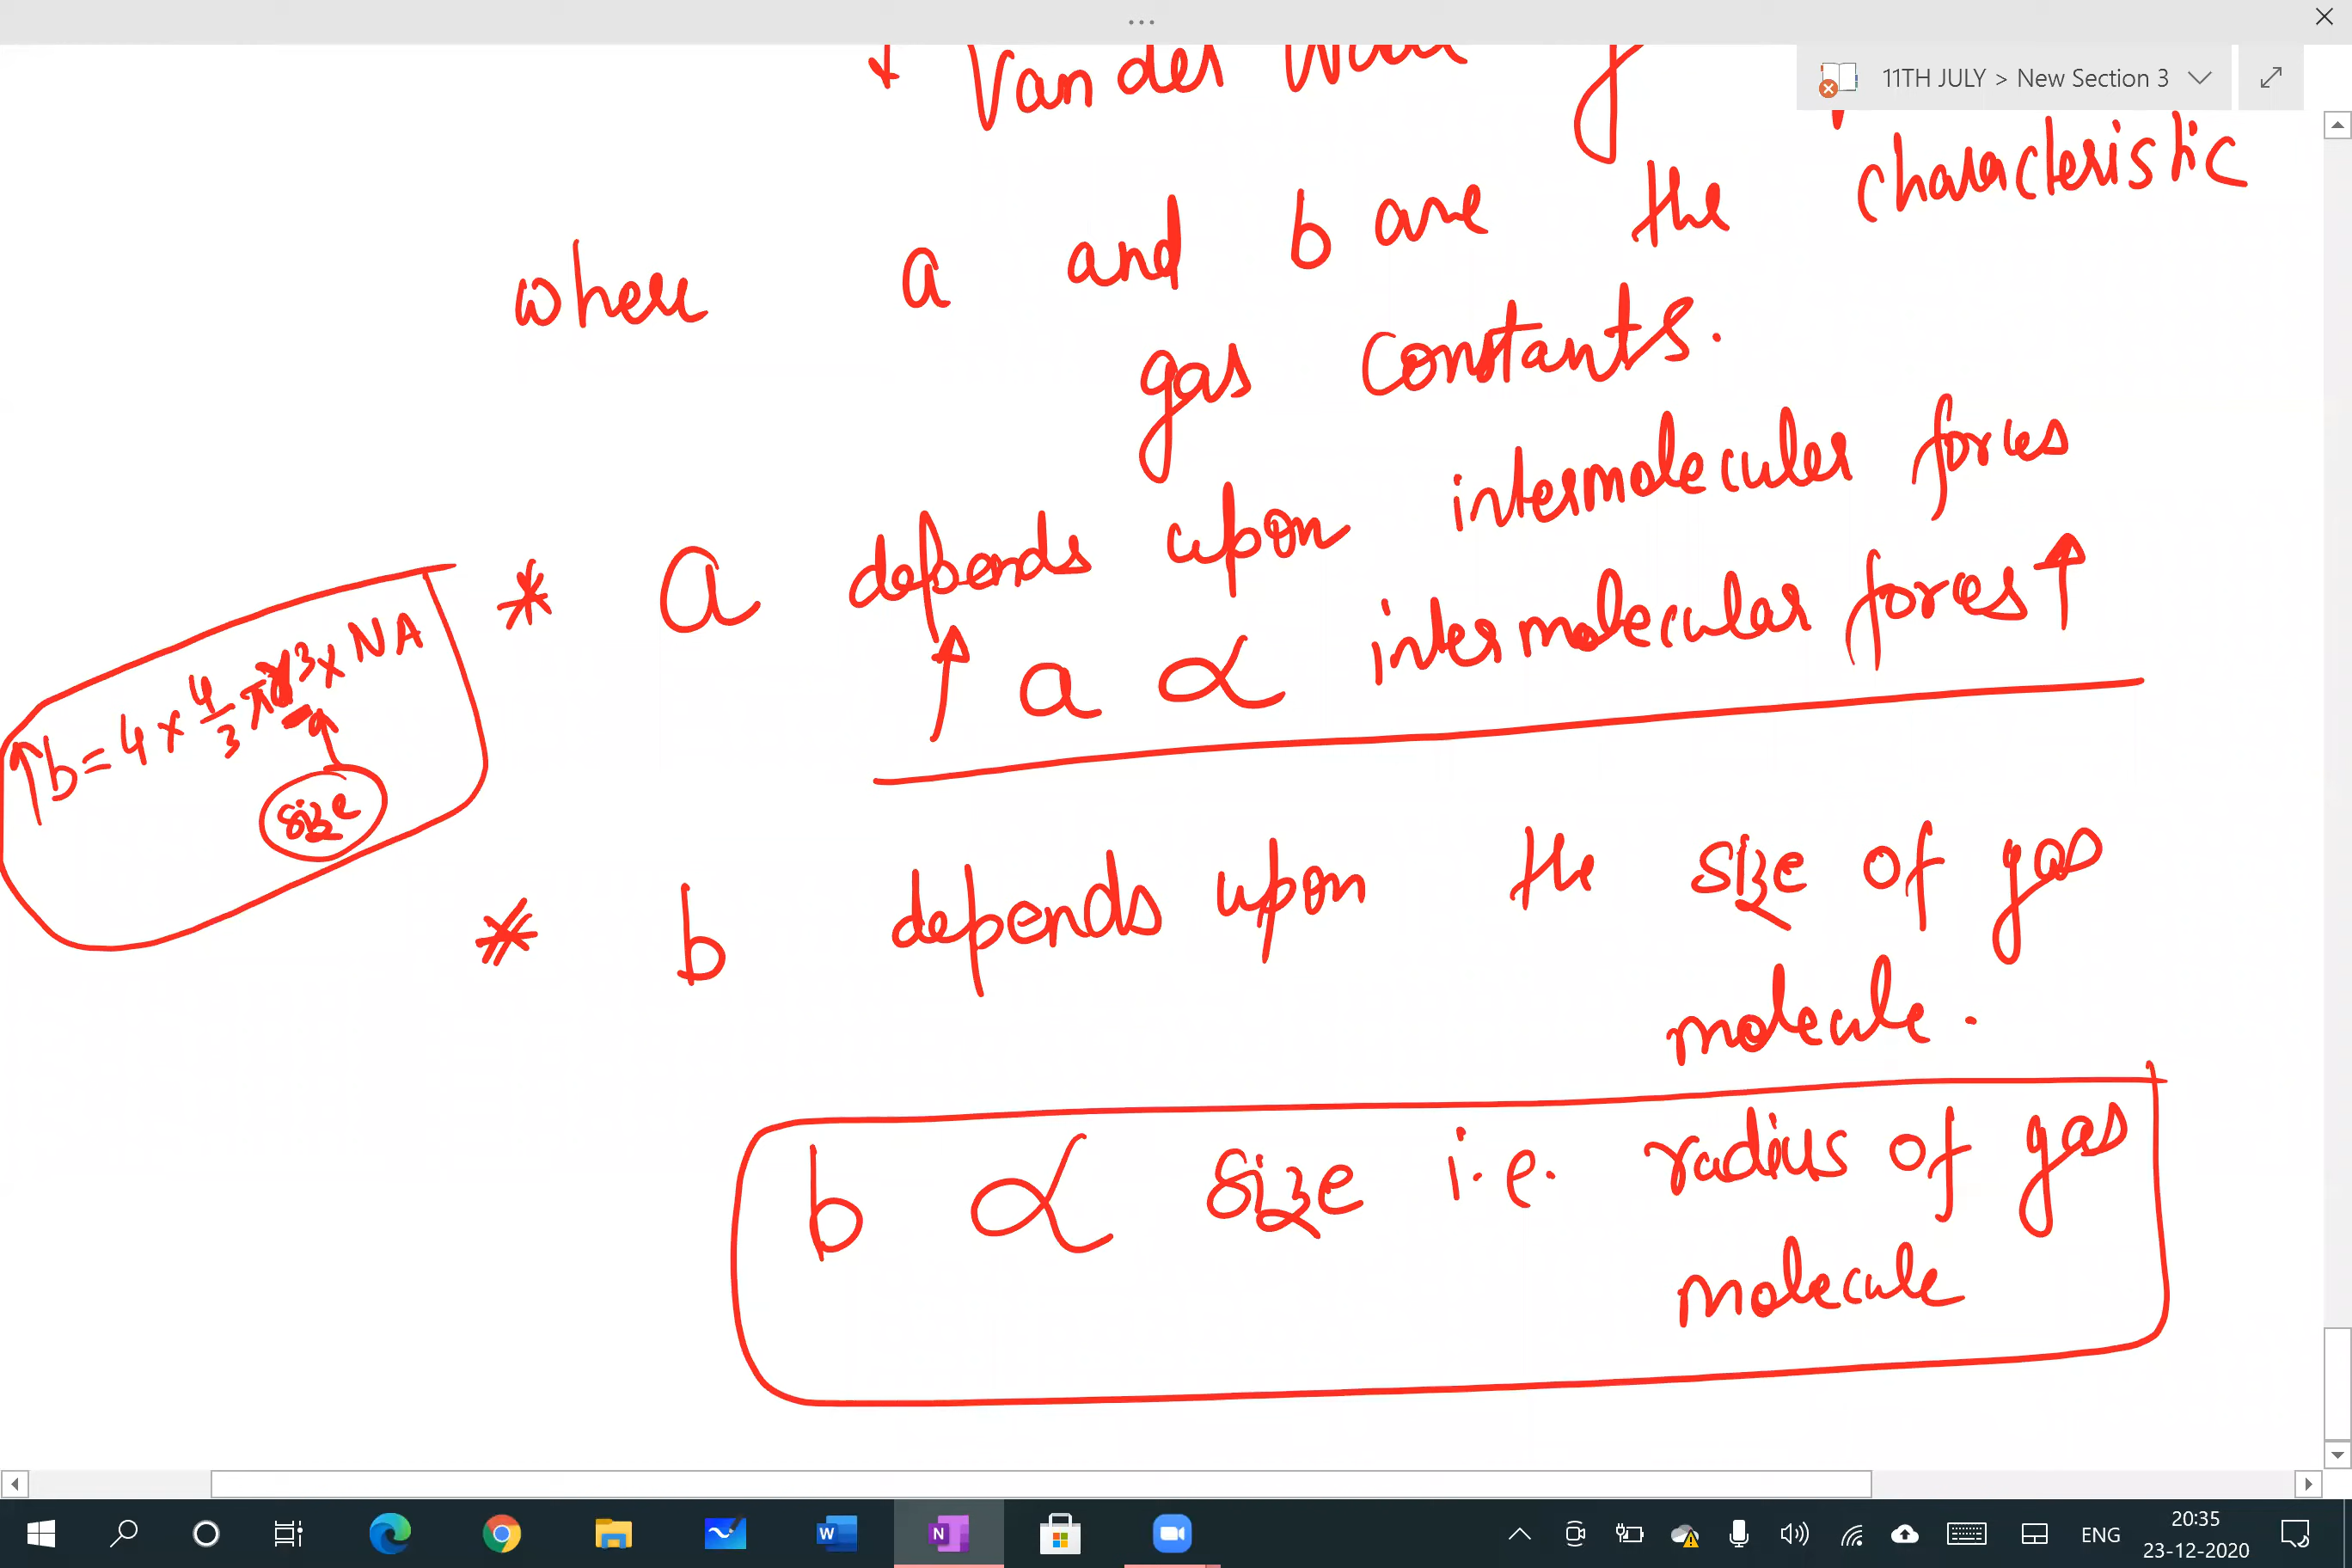 ...
11TH JULY > New Section 3
* Van der
where a and b are the characteristic
gas constants.
* a depends upon intermolecular forces
↑ a ∝ intermolecular forces ↑
↑b = 4 x 4/3 πr³ x NA
size
* b depends upon the size of gas
molecule.
b ∝ size i.e. radius of gas
molecule
ENG
20:35
23-12-2020